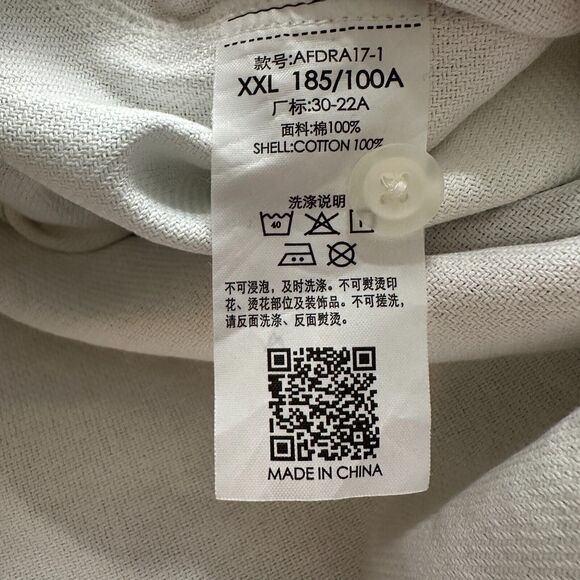 款号:AFDRA17-1
XXL 185/100A
厂标:30-22A
面料:棉100%
SHELL:COTTON 100%
洗涤说明
40
不可浸泡，及时洗涤。不可熨烫印
花、烫花部位及装饰品。不可搓洗，
请反面洗涤、反面熨烫。
MADE IN CHINA